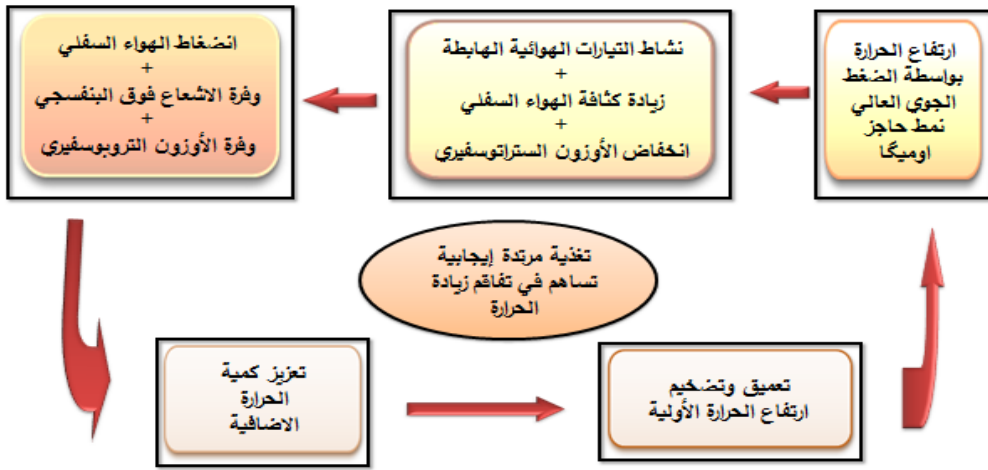 ارتفاع الحرارة
بواسطة الضغط
الجوي العالي
نمط حاجز
اوميگا
نشاط التيارات الهوائية الهابطة
+
زيادة كثافة الهواء السفلي
+
انخفاض الأوزون الستراتوسفيري
انضغاط الهواء السفلي
+
وفرة الاشعاع فوق البنفسجي
+
وفرة الأوزون التروبوسفيري
تغذية مرتدة إيجابية
تساهم في تفاقم زيادة
الحرارة
تعزيز كمية
الحرارة
الاضافية
تعميق وتضخيم
ارتفاع الحرارة الأولية